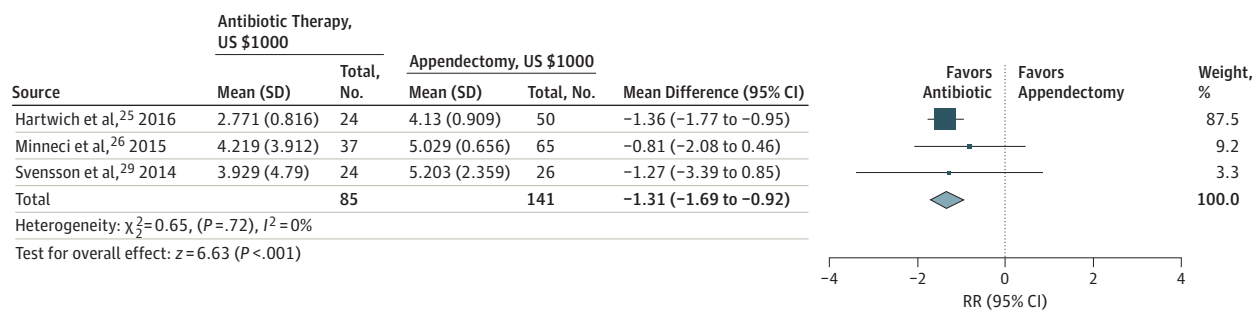 Antibiotic Therapy,
US $1000
Appendectomy, US $1000
Favors
Antibiotic
Favors
Appendectomy
Weight,
%
Source Mean (SD) Total,
No. Mean (SD) Total, No. Mean Difference (95% CI)
Hartwich et al,25 2016 2.771 (0.816) 24 4.13 (0.909) 50 −1.36 (−1.77 to −0.95) 87.5
Minneci et al,26 2015 4.219 (3.912) 37 5.029 (0.656) 65 −0.81 (−2.08 to 0.46) 9.2
Svensson et al,29 2014 3.929 (4.79) 24 5.203 (2.359) 26 −1.27 (−3.39 to 0.85) 3.3
Total 85 141 −1.31 (−1.69 to −0.92) 100.0
Heterogeneity: χ²₂=0.65, (P=.72), I²=0%
Test for overall effect: z=6.63 (P<.001)
−4 −2 0 2 4
RR (95% CI)